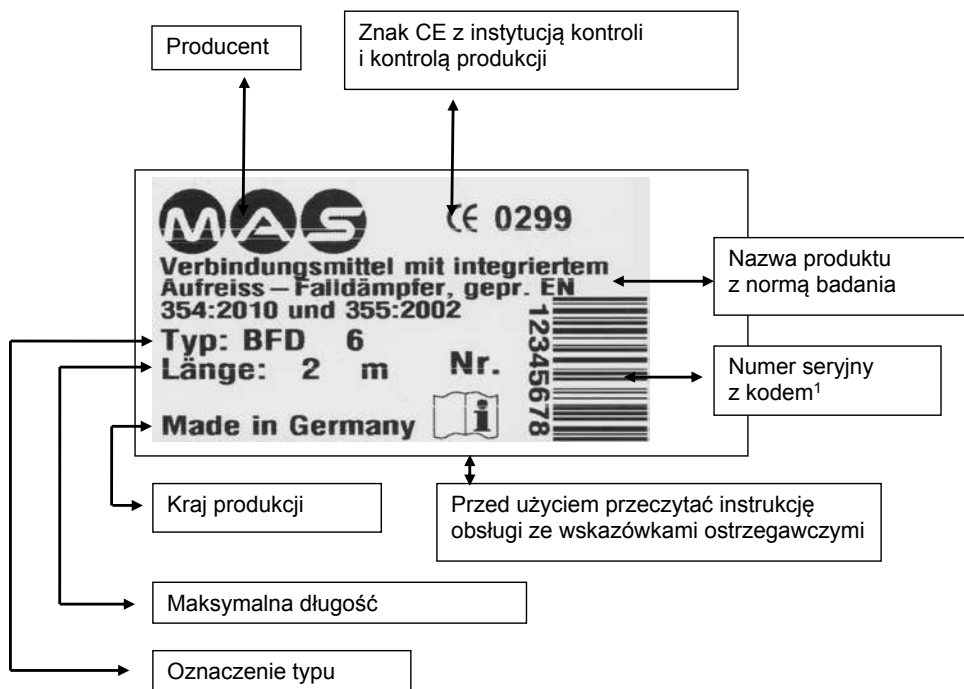 Producent
Znak CE z instytucją kontroli
i kontrolą produkcji
MAS
CE 0299
Verbindungsmittel mit integriertem
Aufreiss – Falldämpfer, gepr. EN
354:2010 und 355:2002
Typ: BFD 6
Länge: 2 m
Nr.
12345678
Made in Germany
i
Nazwa produktu
z normą badania
Numer seryjny
z kodem¹
Kraj produkcji
Przed użyciem przeczytać instrukcję
obsługi ze wskazówkami ostrzegawczymi
Maksymalna długość
Oznaczenie typu